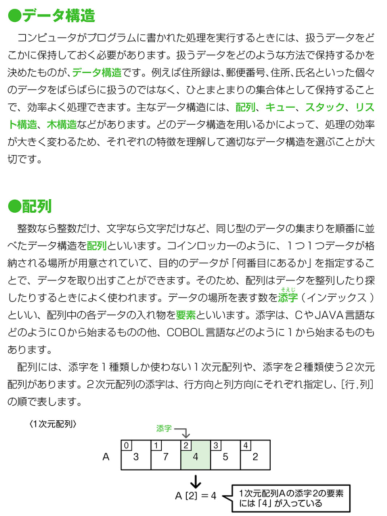 ●データ構造
コンピュータがプログラムに書かれた処理を実行するときには、扱うデータをど
こかに保持しておく必要があります。扱うデータをどのような方法で保持するかを
決めたものが、データ構造です。例えば住所録は、郵便番号、住所、氏名といった個々
のデータをばらばらに扱うのではなく、ひとまとまりの集合体として保持すること
で、効率よく処理できます。主なデータ構造には、配列、キュー、スタック、リス
ト構造、木構造などがあります。どのデータ構造を用いるかによって、処理の効率
が大きく変わるため、それぞれの特徴を理解して適切なデータ構造を選ぶことが大
切です。
●配列
整数なら整数だけ、文字なら文字だけなど、同じ型のデータの集まりを順番に並
べたデータ構造を配列といいます。コインロッカーのように、1つ1つデータが格
納される場所が用意されていて、目的のデータが「何番目にあるか」を指定するこ
とで、データを取り出すことができます。そのため、配列はデータを整列したり探
したりするときによく使われます。データの場所を表す数を添字（インデックス）
そえじ
といい、配列中の各データの入れ物を要素といいます。添字は、CやJAVA言語な
どのように0から始まるものの他、COBOL言語などのように1から始まるものも
あります。
配列には、添字を1種類しか使わない1次元配列や、添字を2種類使う2次元
配列があります。2次元配列の添字は、行方向と列方向にそれぞれ指定し、[行,列]
の順で表します。
〈1次元配列〉
添字
0 1 2 3 4
A 3 7 4 5 2
A [2] = 4
1次元配列Aの添字2の要素
には「4」が入っている